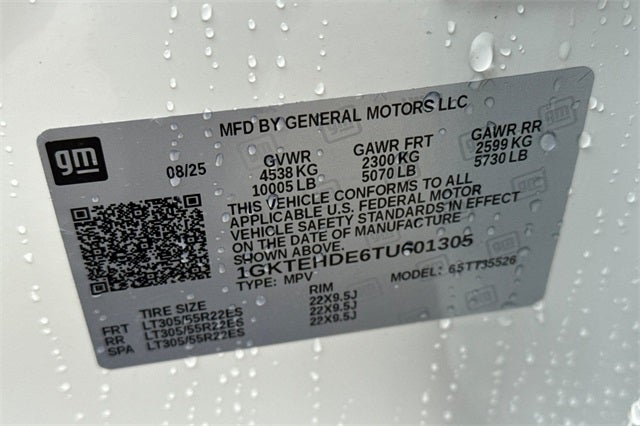 MFD BY GENERAL MOTORS LLC
gm
08/25
GVWR GAWR FRT GAWR RR
4538 KG 2300 KG 2599 KG
10005 LB 5070 LB 5730 LB
THIS VEHICLE CONFORMS TO ALL
APPLICABLE U.S. FEDERAL MOTOR
VEHICLE SAFETY STANDARDS IN EFFECT
ON THE DATE OF MANUFACTURE
SHOWN ABOVE.
1GKTEHDE6TU601305
TYPE: MPV MODEL:
TIRE SIZE RIM
FRT LT305/55R22ES 22X9.5J
RR LT305/55R22ES 22X9.5J
SPA LT305/55R22ES 22X9.5J